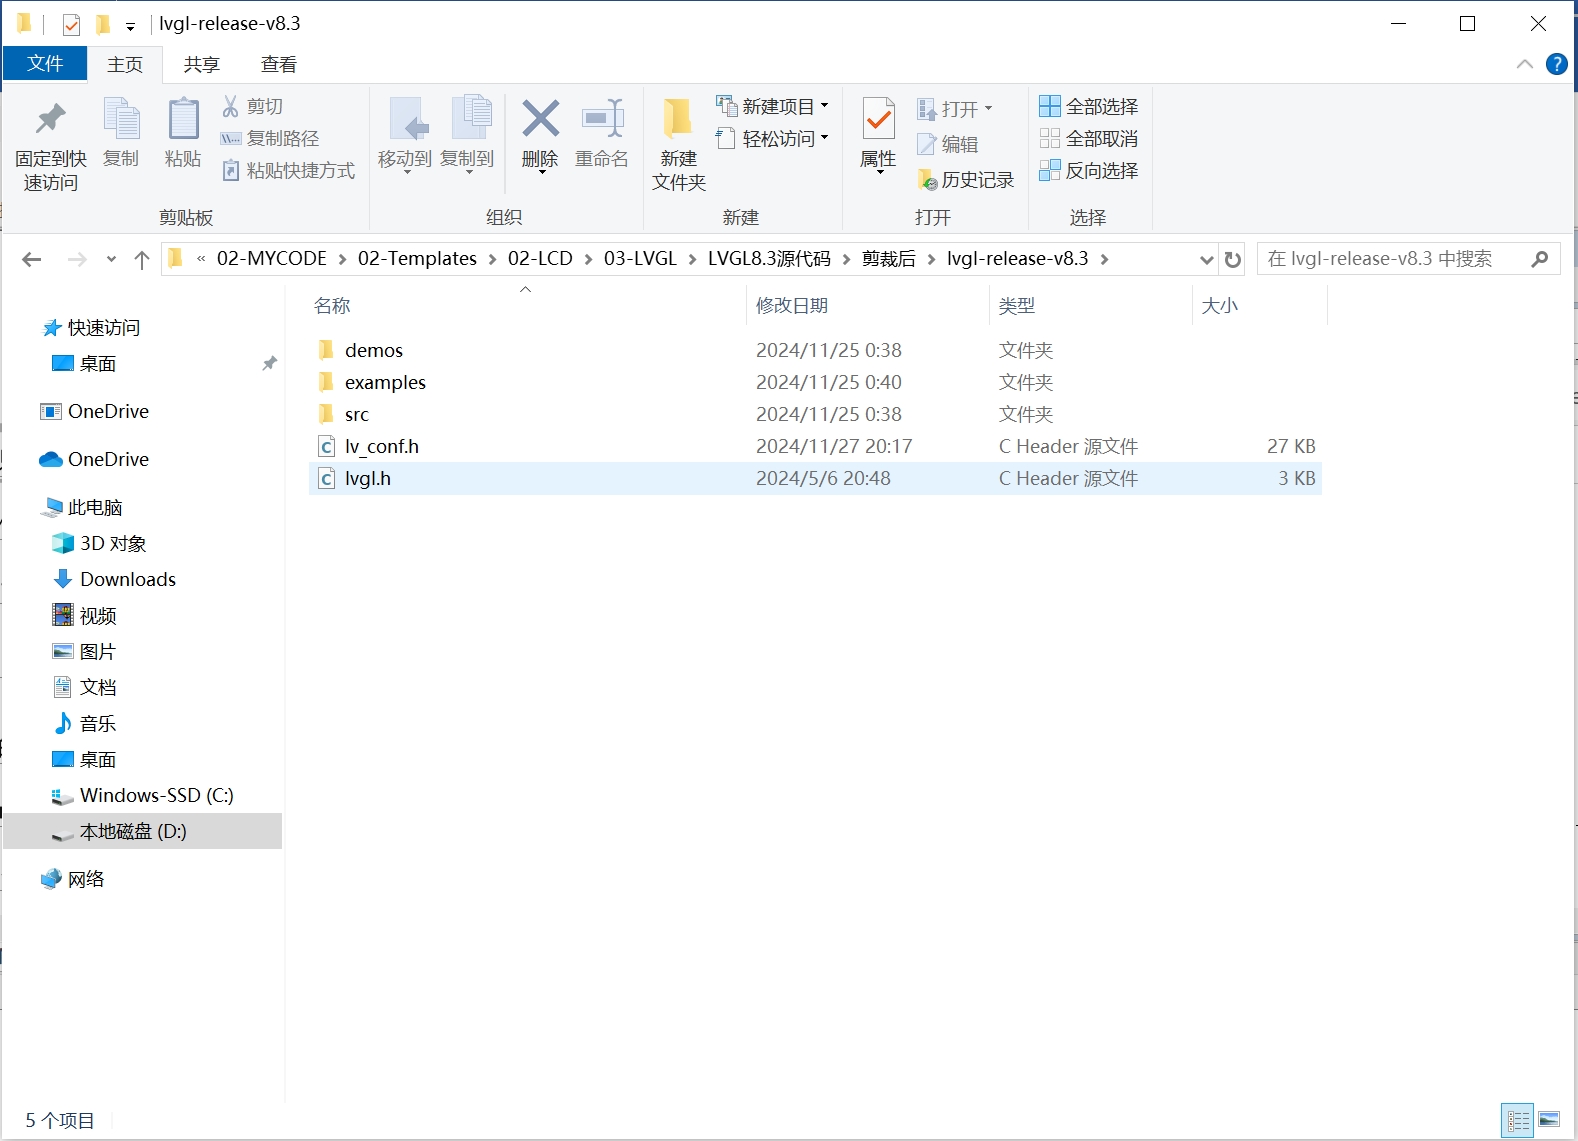 lvgl-release-v8.3
文件 主页 共享 查看
固定到快速访问
复制
粘贴
剪切
复制路径
粘贴快捷方式
剪贴板
移动到
复制到
删除
重命名
组织
新建文件夹
新建项目
轻松访问
新建
属性
打开
编辑
历史记录
打开
全部选择
全部取消
反向选择
选择
« 02-MYCODE > 02-Templates > 02-LCD > 03-LVGL > LVGL8.3源代码 > 剪裁后 > lvgl-release-v8.3 >
在 lvgl-release-v8.3 中搜索
快速访问
桌面
OneDrive
OneDrive
此电脑
3D 对象
Downloads
视频
图片
文档
音乐
桌面
Windows-SSD (C:)
本地磁盘 (D:)
网络
名称 修改日期 类型 大小
demos 2024/11/25 0:38 文件夹
examples 2024/11/25 0:40 文件夹
src 2024/11/25 0:38 文件夹
lv_conf.h 2024/11/27 20:17 C Header 源文件 27 KB
lvgl.h 2024/5/6 20:48 C Header 源文件 3 KB
5 个项目